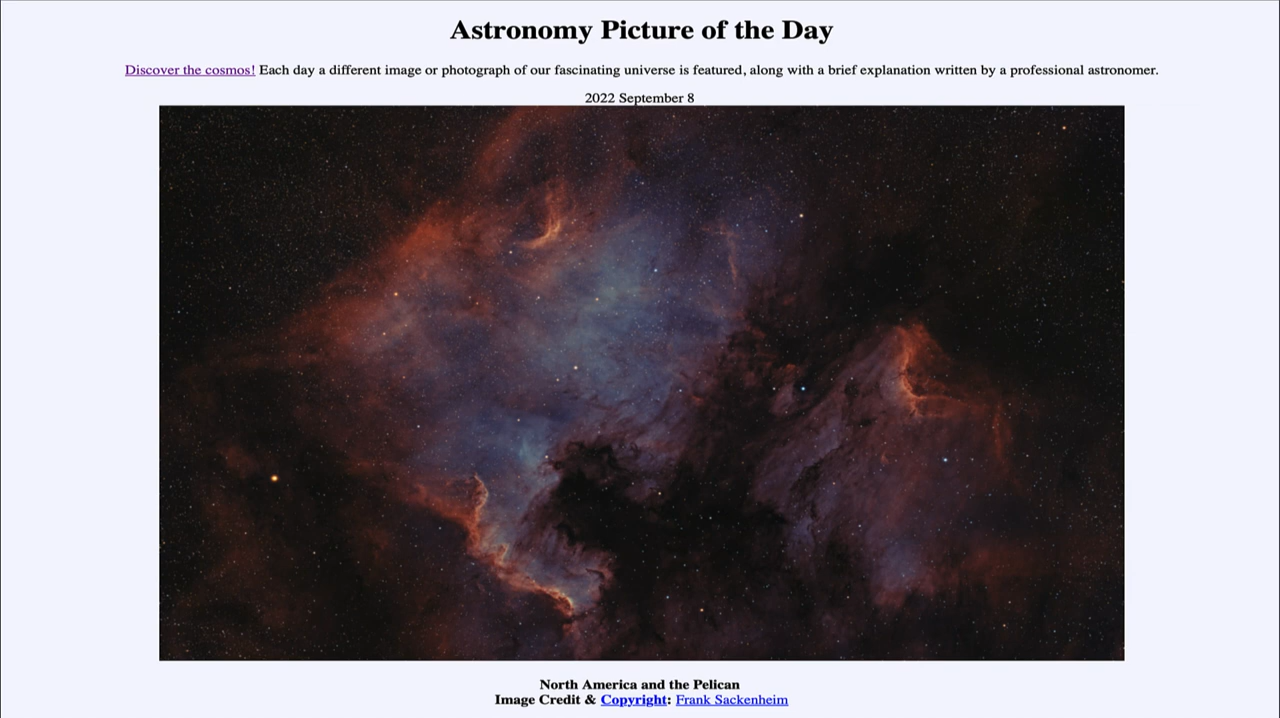 Astronomy Picture of the Day
Discover the cosmos! Each day a different image or photograph of our fascinating universe is featured, along with a brief explanation written by a professional astronomer.
2022 September 8
North America and the Pelican
Image Credit & Copyright: Frank Sackenheim